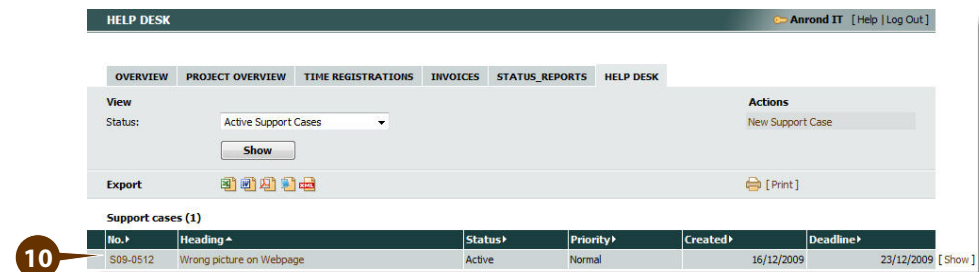 HELP DESK Anrond IT [ Help | Log Out ]
OVERVIEW PROJECT OVERVIEW TIME REGISTRATIONS INVOICES STATUS_REPORTS HELP DESK
View Actions
Status: Active Support Cases New Support Case
Show
Export [ Print ]
Support cases (1)
No. Heading Status Priority Created Deadline
10 S09-0512 Wrong picture on Webpage Active Normal 16/12/2009 23/12/2009 [ Show ]